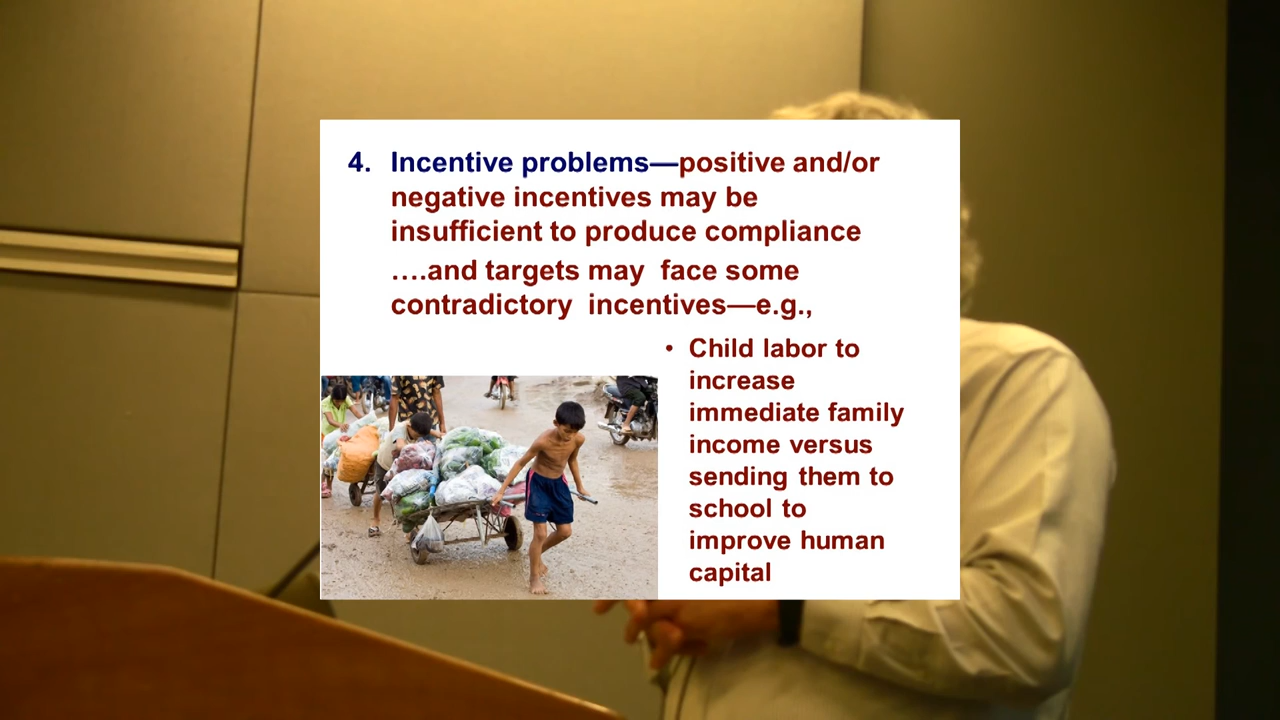 4. Incentive problems—positive and/or
negative incentives may be
insufficient to produce compliance
….and targets may face some
contradictory incentives—e.g.,
• Child labor to
increase
immediate family
income versus
sending them to
school to
improve human
capital